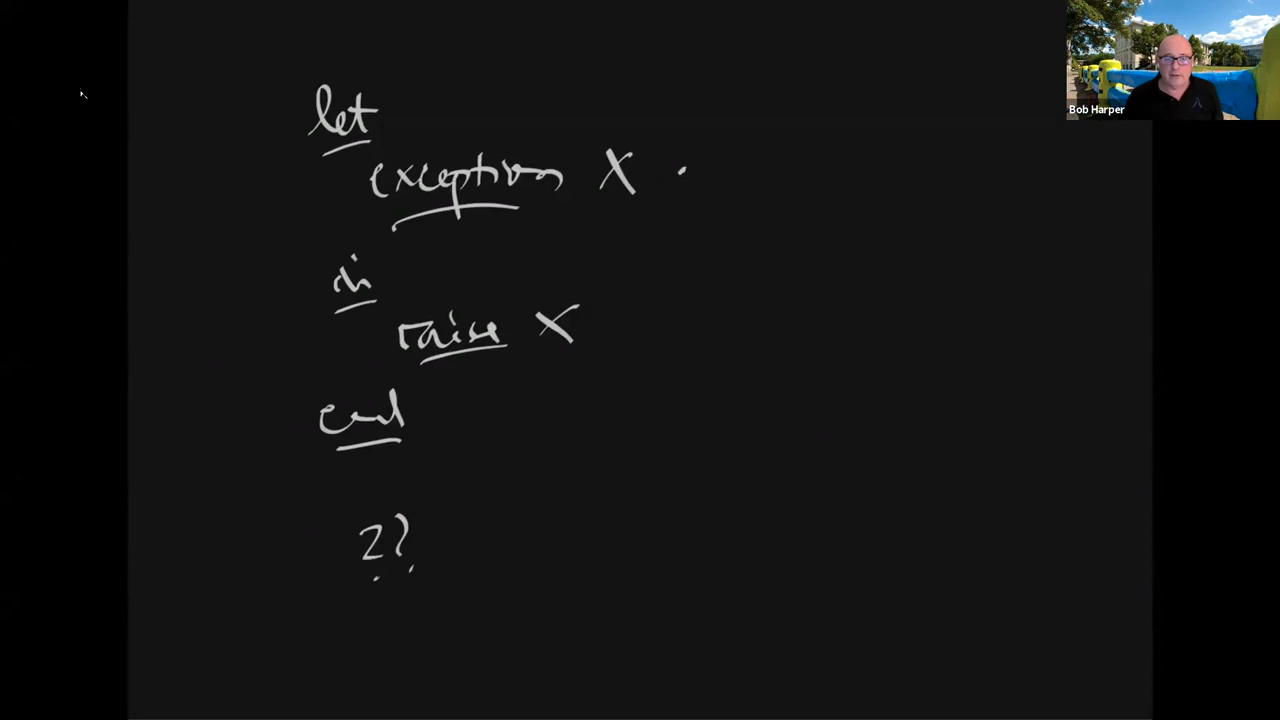 let
exception X .
in
raise X
end
??
Bob Harper